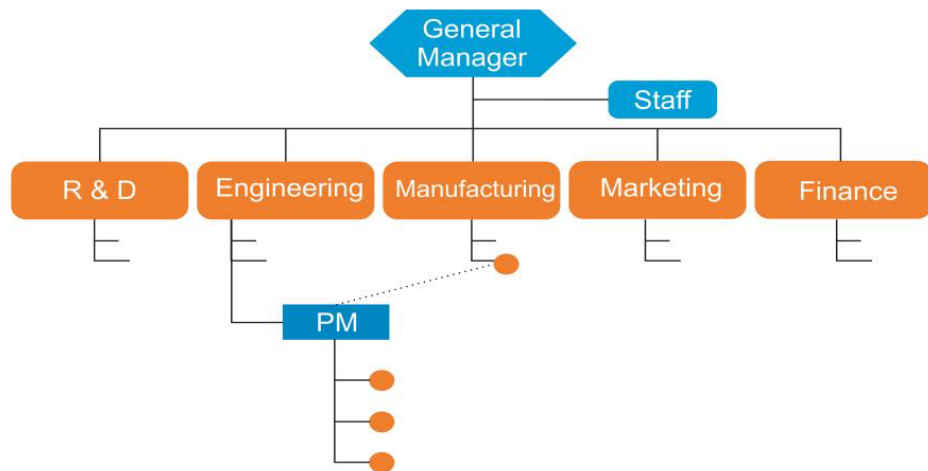 General
Manager
Staff
R & D
Engineering
Manufacturing
Marketing
Finance
PM